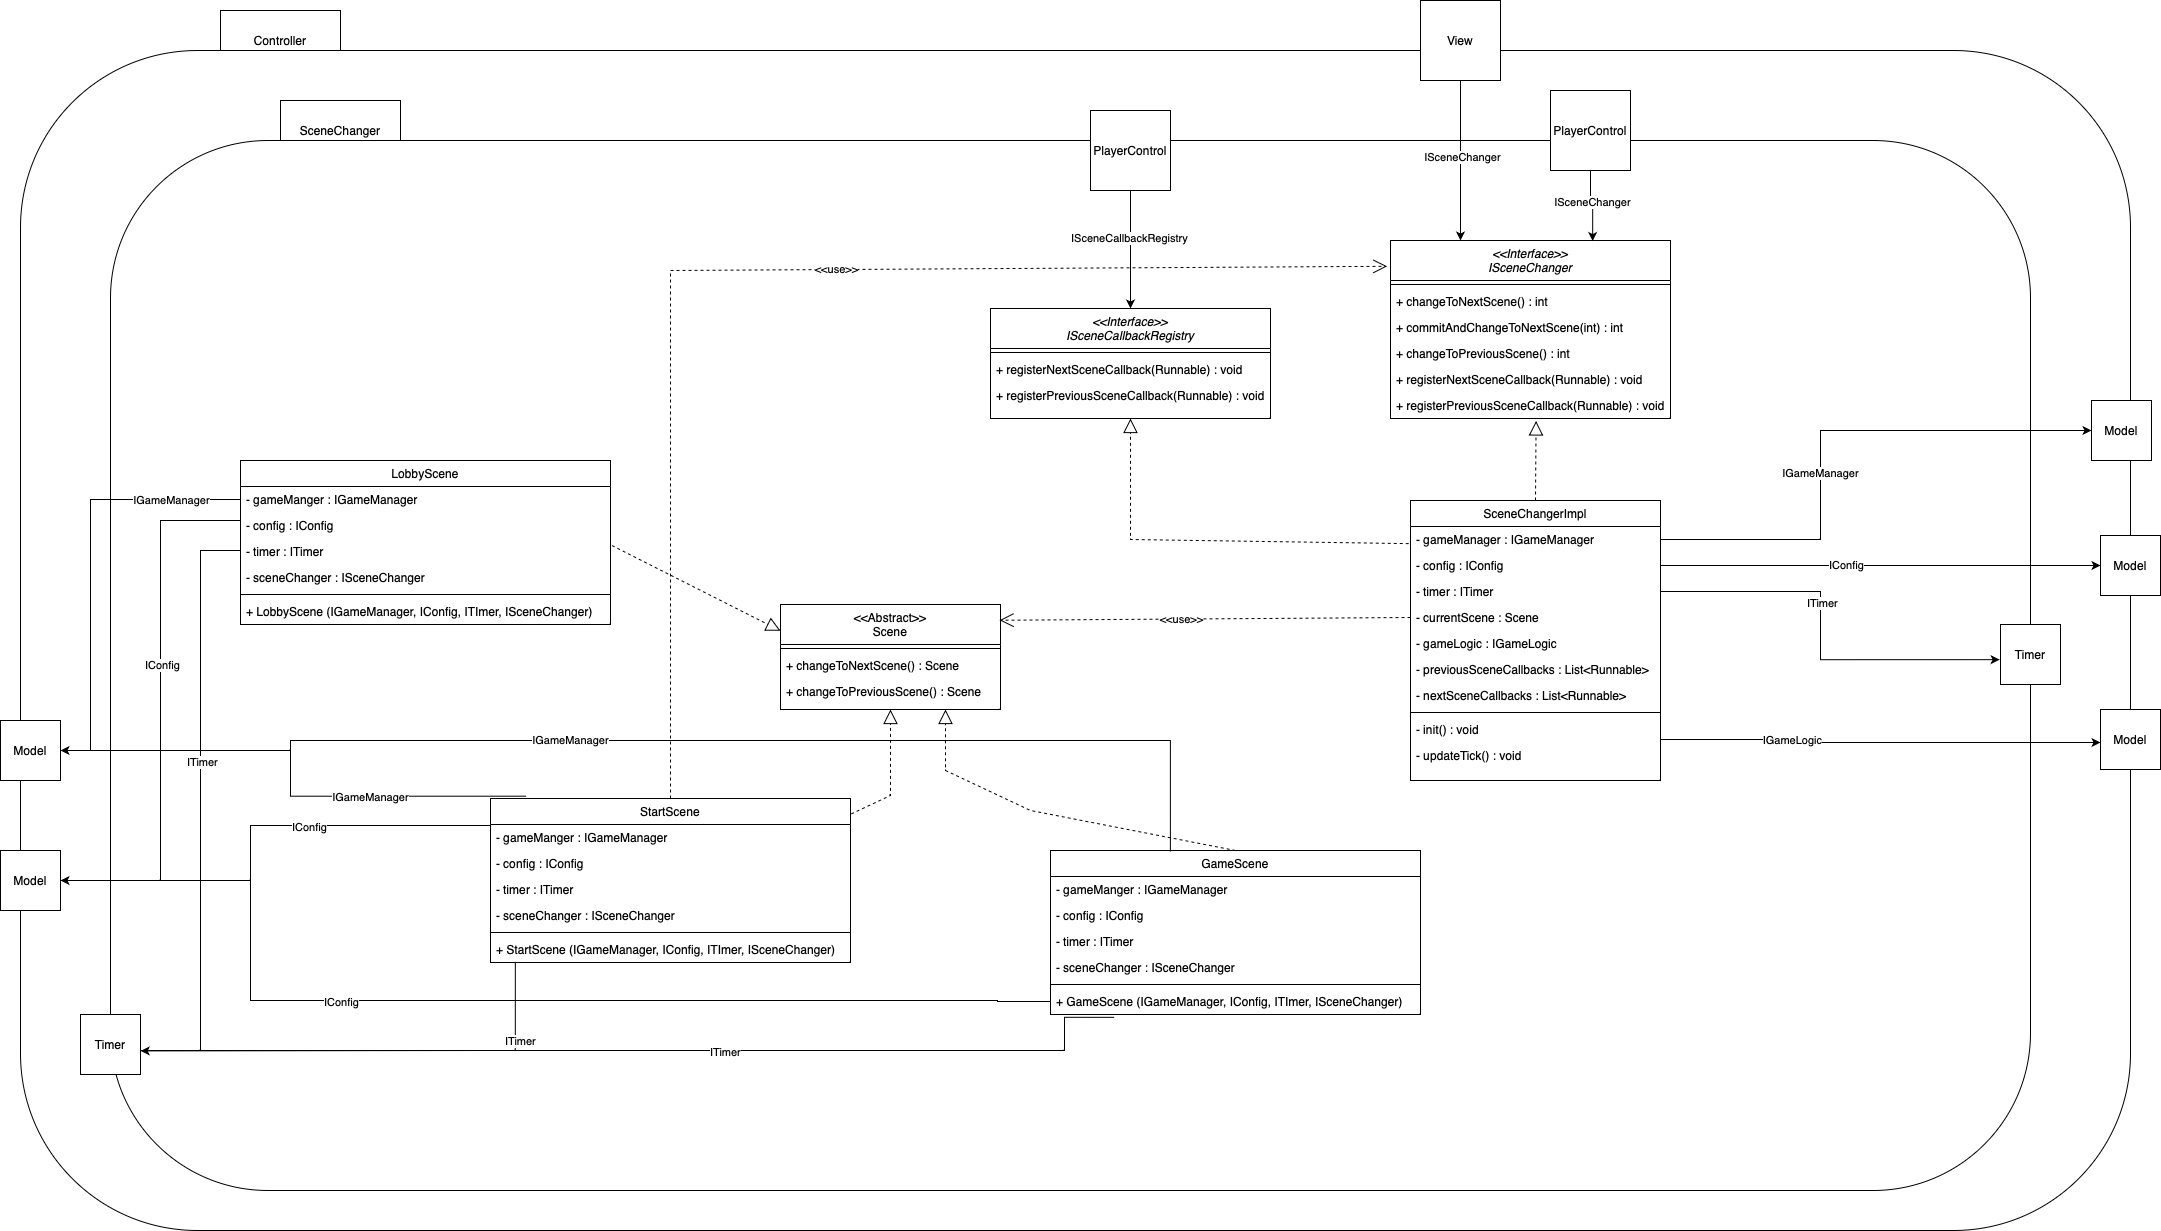 Controller
View
SceneChanger
PlayerControl
PlayerControl
ISceneChanger
ISceneChanger
ISceneCallbackRegistry
<<use>>
<<Interface>>
ISceneChanger
+ changeToNextScene() : int
+ commitAndChangeToNextScene(int) : int
+ changeToPreviousScene() : int
+ registerNextSceneCallback(Runnable) : void
+ registerPreviousSceneCallback(Runnable) : void
<<Interface>>
ISceneCallbackRegistry
+ registerNextSceneCallback(Runnable) : void
+ registerPreviousSceneCallback(Runnable) : void
LobbyScene
- gameManger : IGameManager
- config : IConfig
- timer : ITimer
- sceneChanger : ISceneChanger
+ LobbyScene (IGameManager, IConfig, ITImer, ISceneChanger)
IGameManager
IConfig
ITimer
<<Abstract>>
Scene
+ changeToNextScene() : Scene
+ changeToPreviousScene() : Scene
<<use>>
SceneChangerImpl
- gameManager : IGameManager
- config : IConfig
- timer : ITimer
- currentScene : Scene
- gameLogic : IGameLogic
- previousSceneCallbacks : List<Runnable>
- nextSceneCallbacks : List<Runnable>
- init() : void
- updateTick() : void
IGameManager
Model
IConfig
Model
ITimer
Timer
IGameLogic
Model
Model
IGameManager
IGameManager
IConfig
Model
StartScene
- gameManger : IGameManager
- config : IConfig
- timer : ITimer
- sceneChanger : ISceneChanger
+ StartScene (IGameManager, IConfig, ITImer, ISceneChanger)
GameScene
- gameManger : IGameManager
- config : IConfig
- timer : ITimer
- sceneChanger : ISceneChanger
+ GameScene (IGameManager, IConfig, ITImer, ISceneChanger)
IConfig
Timer
ITimer
ITimer